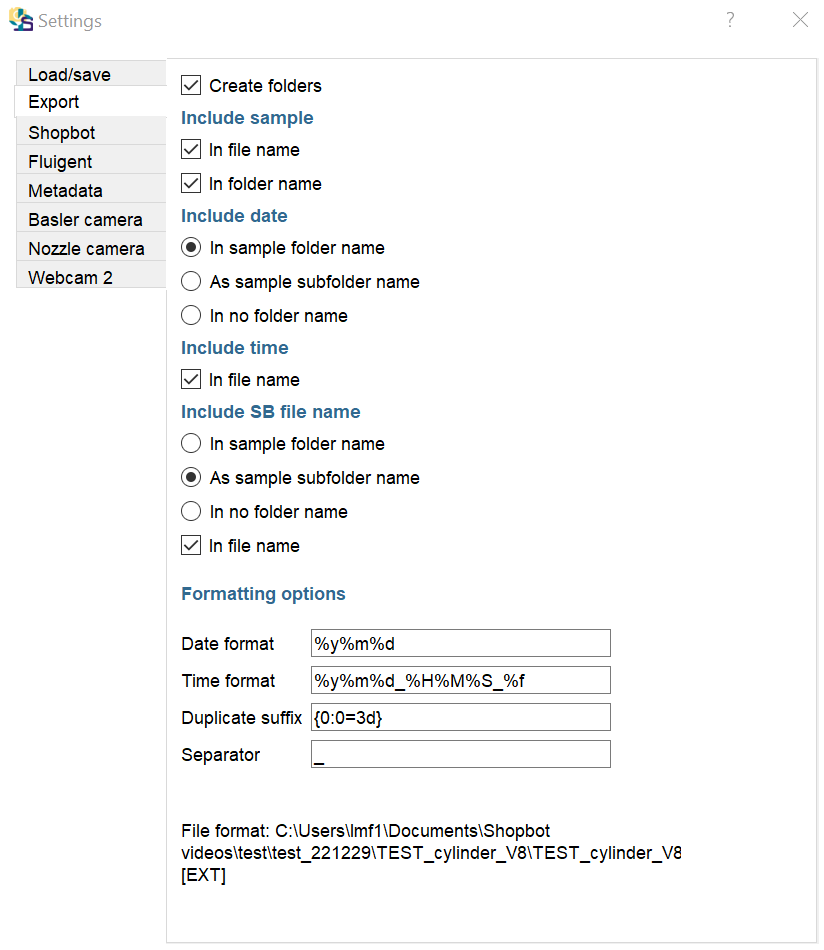 Settings
?
Load/save
Export
Shopbot
Fluigent
Metadata
Basler camera
Nozzle camera
Webcam 2
Create folders
Include sample
In file name
In folder name
Include date
In sample folder name
As sample subfolder name
In no folder name
Include time
In file name
Include SB file name
In sample folder name
As sample subfolder name
In no folder name
In file name
Formatting options
Date format %y%m%d
Time format %y%m%d_%H%M%S_%f
Duplicate suffix {0:0=3d}
Separator _
File format: C:\Users\lmf1\Documents\Shopbot
videos\test\test_221229\TEST_cylinder_V8\TEST_cylinder_V8
[EXT]